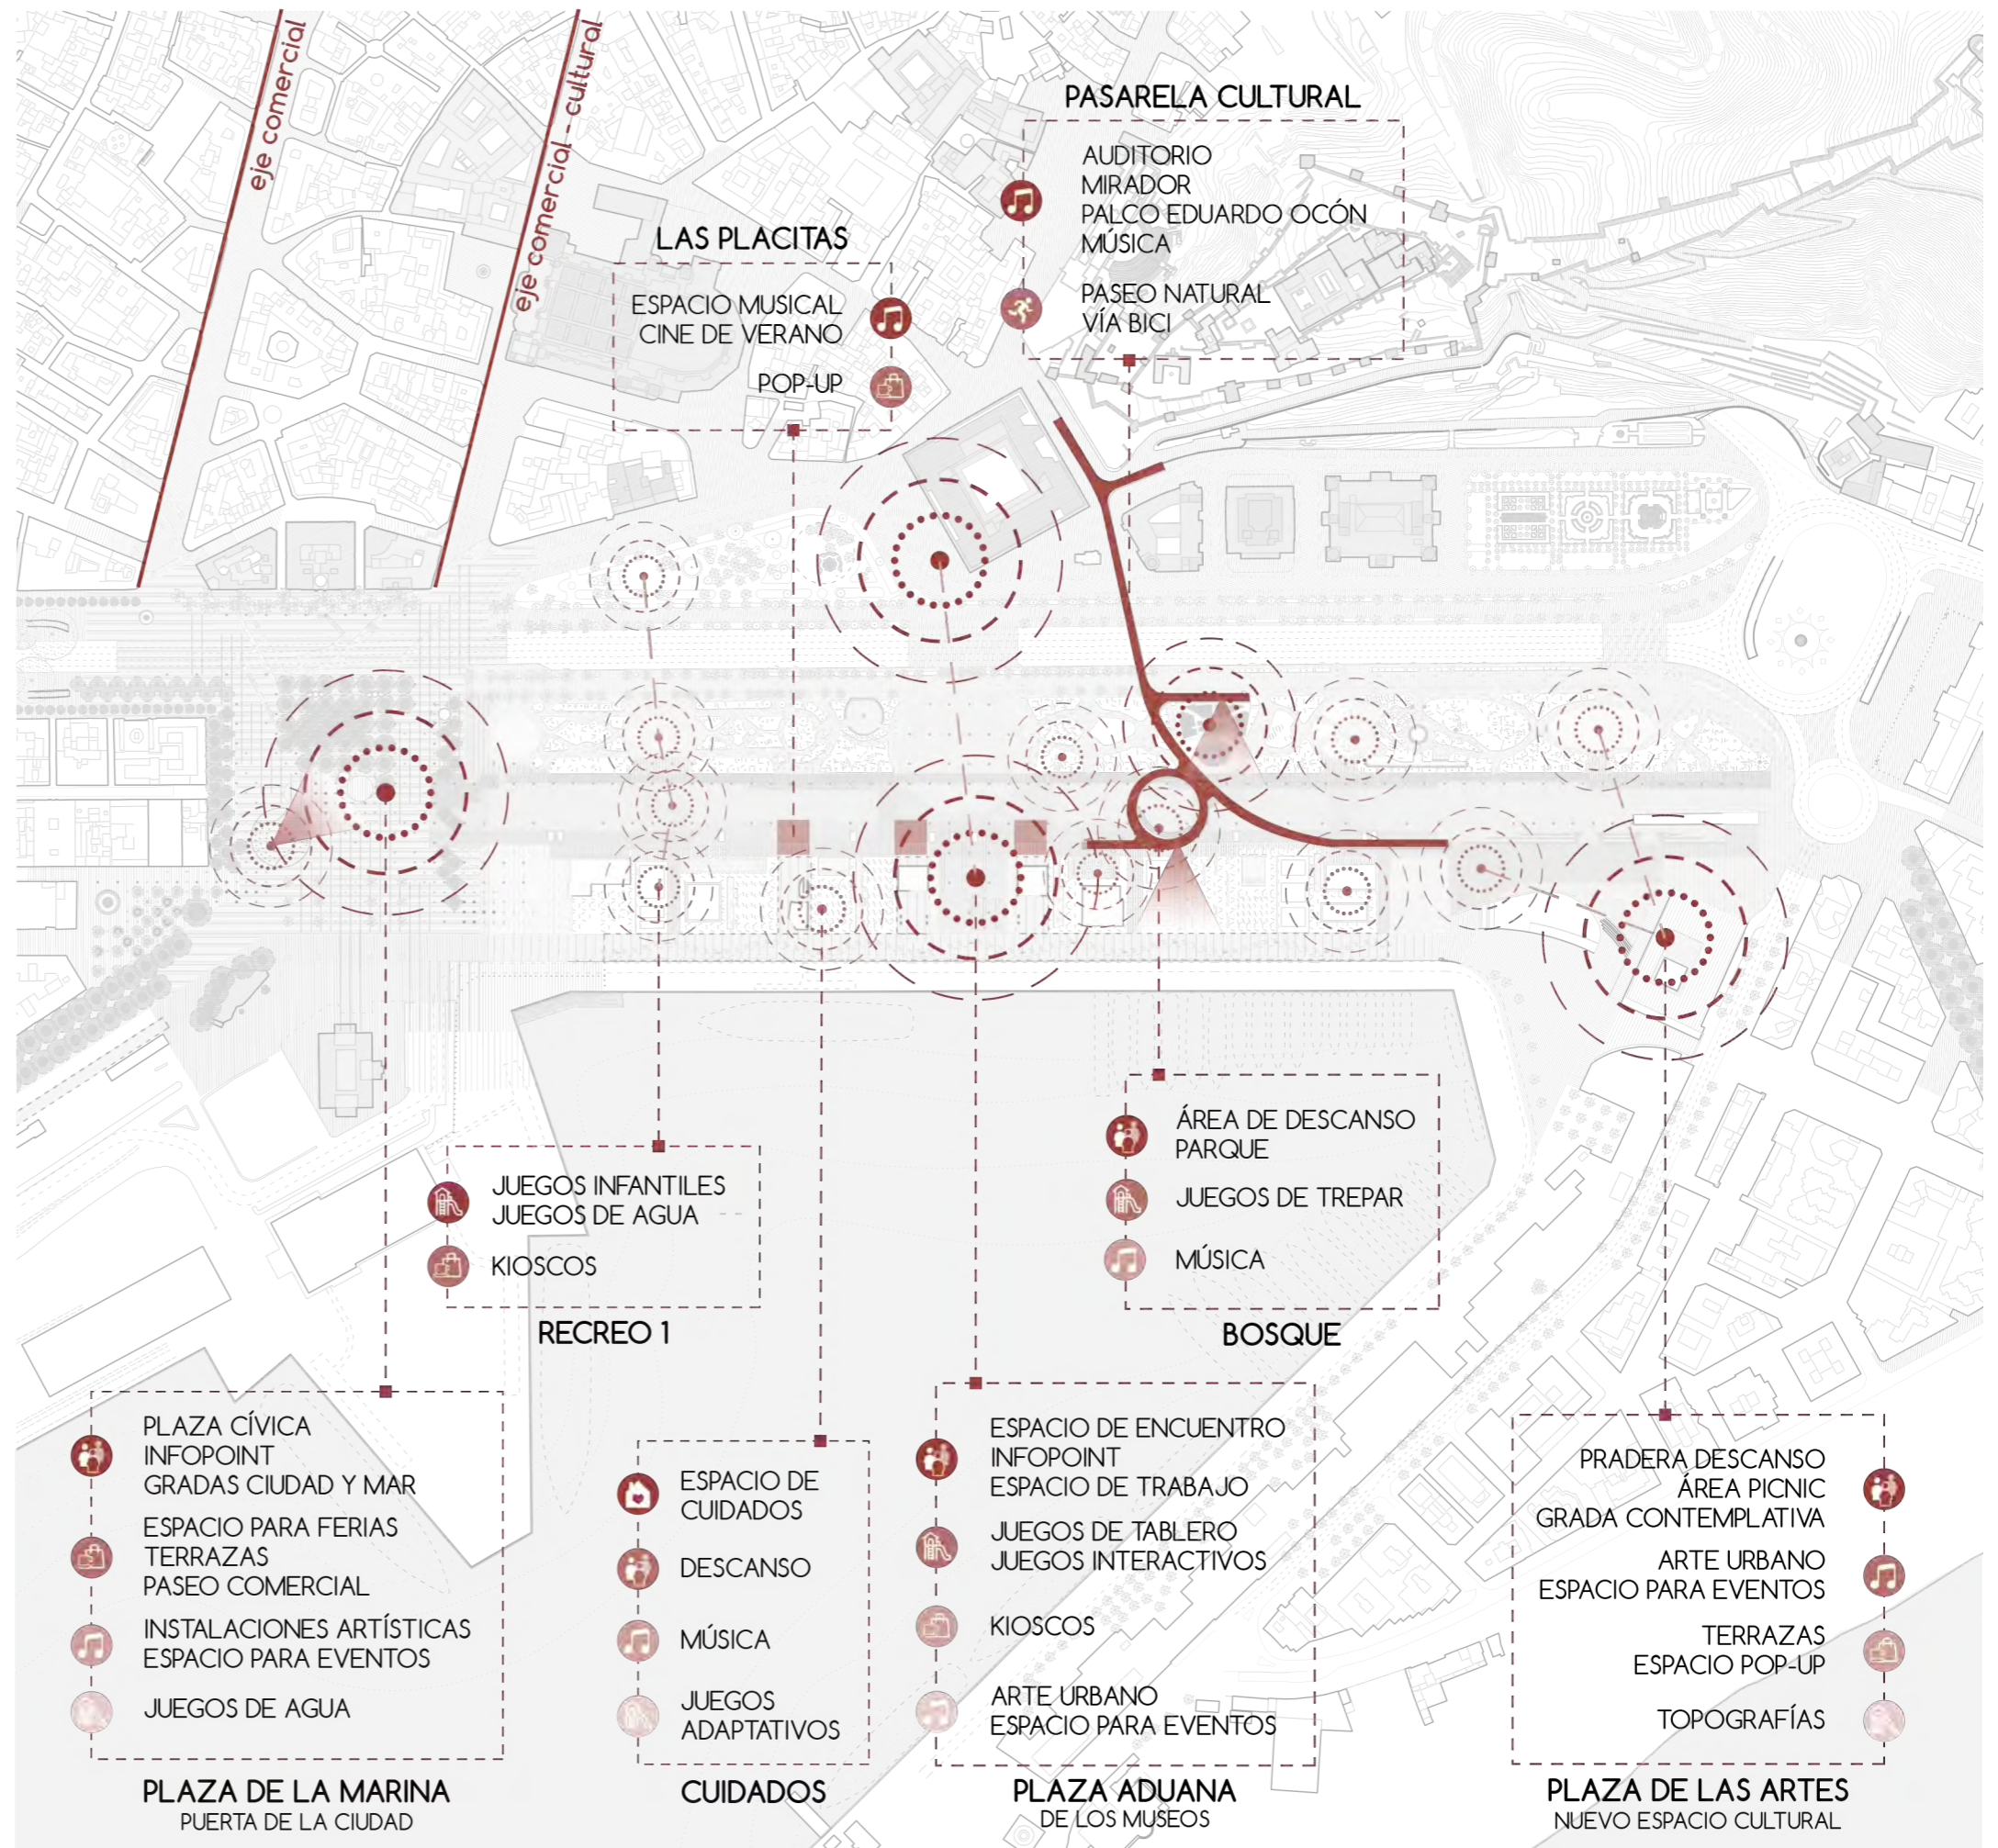 eje comercial
eje comercial - cultural
PASARELA CULTURAL
AUDITORIO
MIRADOR
PALCO EDUARDO OCÓN
MÚSICA
PASEO NATURAL
VÍA BICI
LAS PLACITAS
ESPACIO MUSICAL
CINE DE VERANO
POP-UP
JUEGOS INFANTILES
JUEGOS DE AGUA
KIOSCOS
RECREO 1
ÁREA DE DESCANSO
PARQUE
JUEGOS DE TREPAR
MÚSICA
BOSQUE
PLAZA CÍVICA
INFOPOINT
GRADAS CIUDAD Y MAR
ESPACIO PARA FERIAS
TERRAZAS
PASEO COMERCIAL
INSTALACIONES ARTÍSTICAS
ESPACIO PARA EVENTOS
JUEGOS DE AGUA
PLAZA DE LA MARINA
PUERTA DE LA CIUDAD
ESPACIO DE
CUIDADOS
DESCANSO
MÚSICA
JUEGOS
ADAPTATIVOS
CUIDADOS
ESPACIO DE ENCUENTRO
INFOPOINT
ESPACIO DE TRABAJO
JUEGOS DE TABLERO
JUEGOS INTERACTIVOS
KIOSCOS
ARTE URBANO
ESPACIO PARA EVENTOS
PLAZA ADUANA
DE LOS MUSEOS
PRADERA DESCANSO
ÁREA PICNIC
GRADA CONTEMPLATIVA
ARTE URBANO
ESPACIO PARA EVENTOS
TERRAZAS
ESPACIO POP-UP
TOPOGRAFÍAS
PLAZA DE LAS ARTES
NUEVO ESPACIO CULTURAL